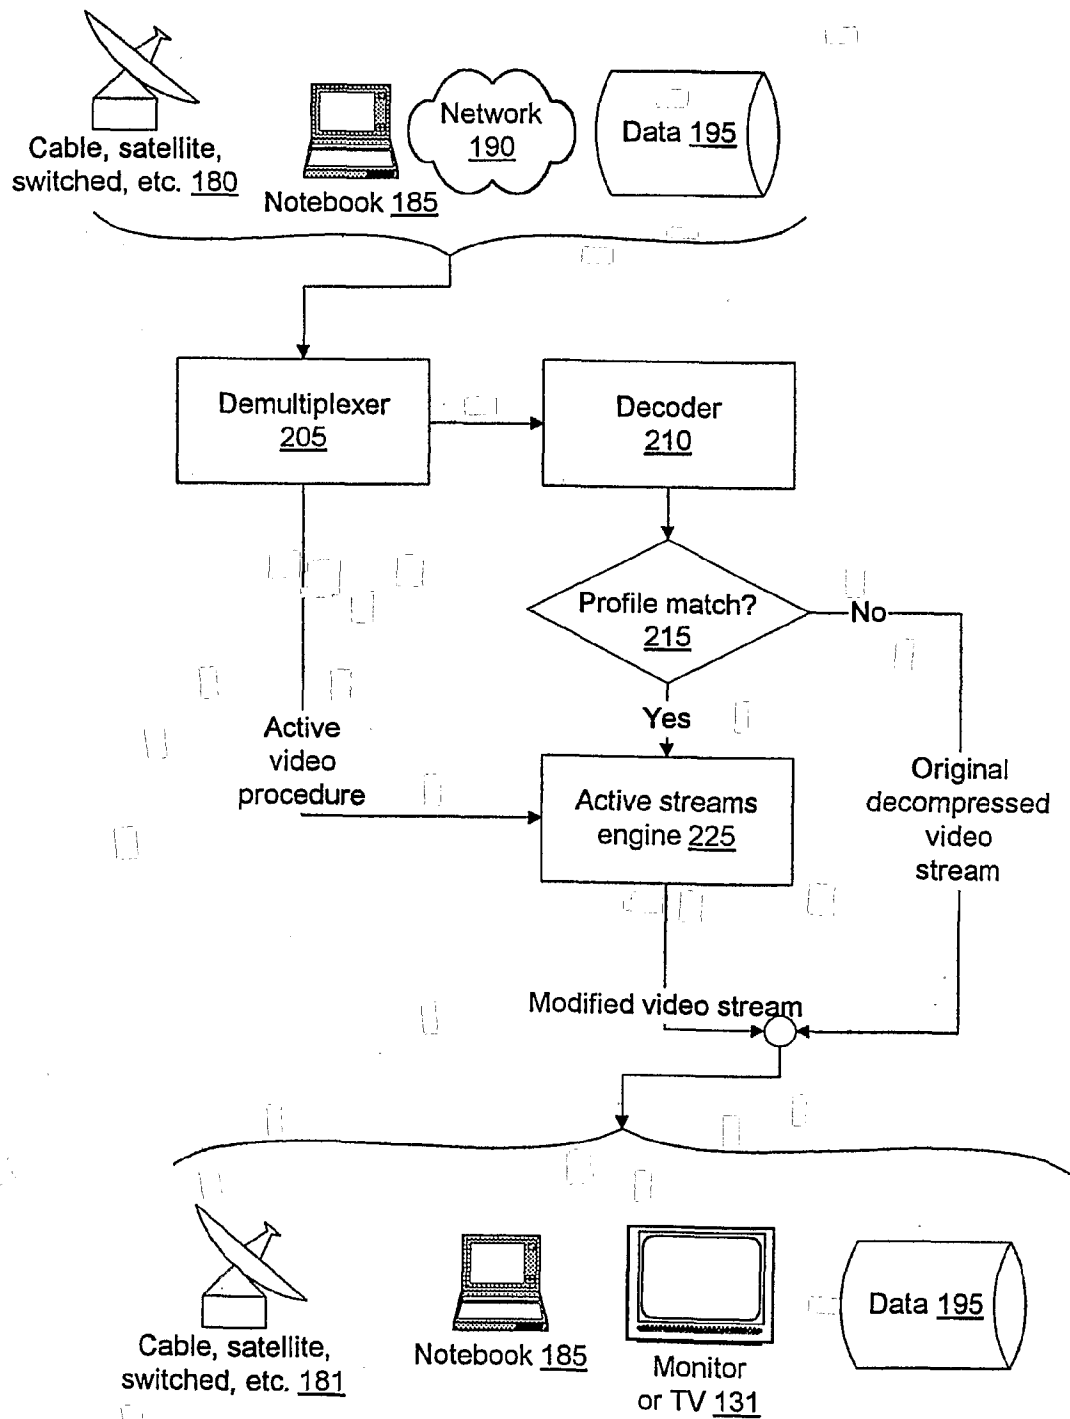 Cable, satellite,
switched, etc. 180
Notebook 185
Network
190
Data 195
Demultiplexer
205
Decoder
210
Profile match?
215
No
Yes
Active
video
procedure
Active streams
engine 225
Original
decompressed
video
stream
Modified video stream
Cable, satellite,
switched, etc. 181
Notebook 185
Monitor
or TV 131
Data 195